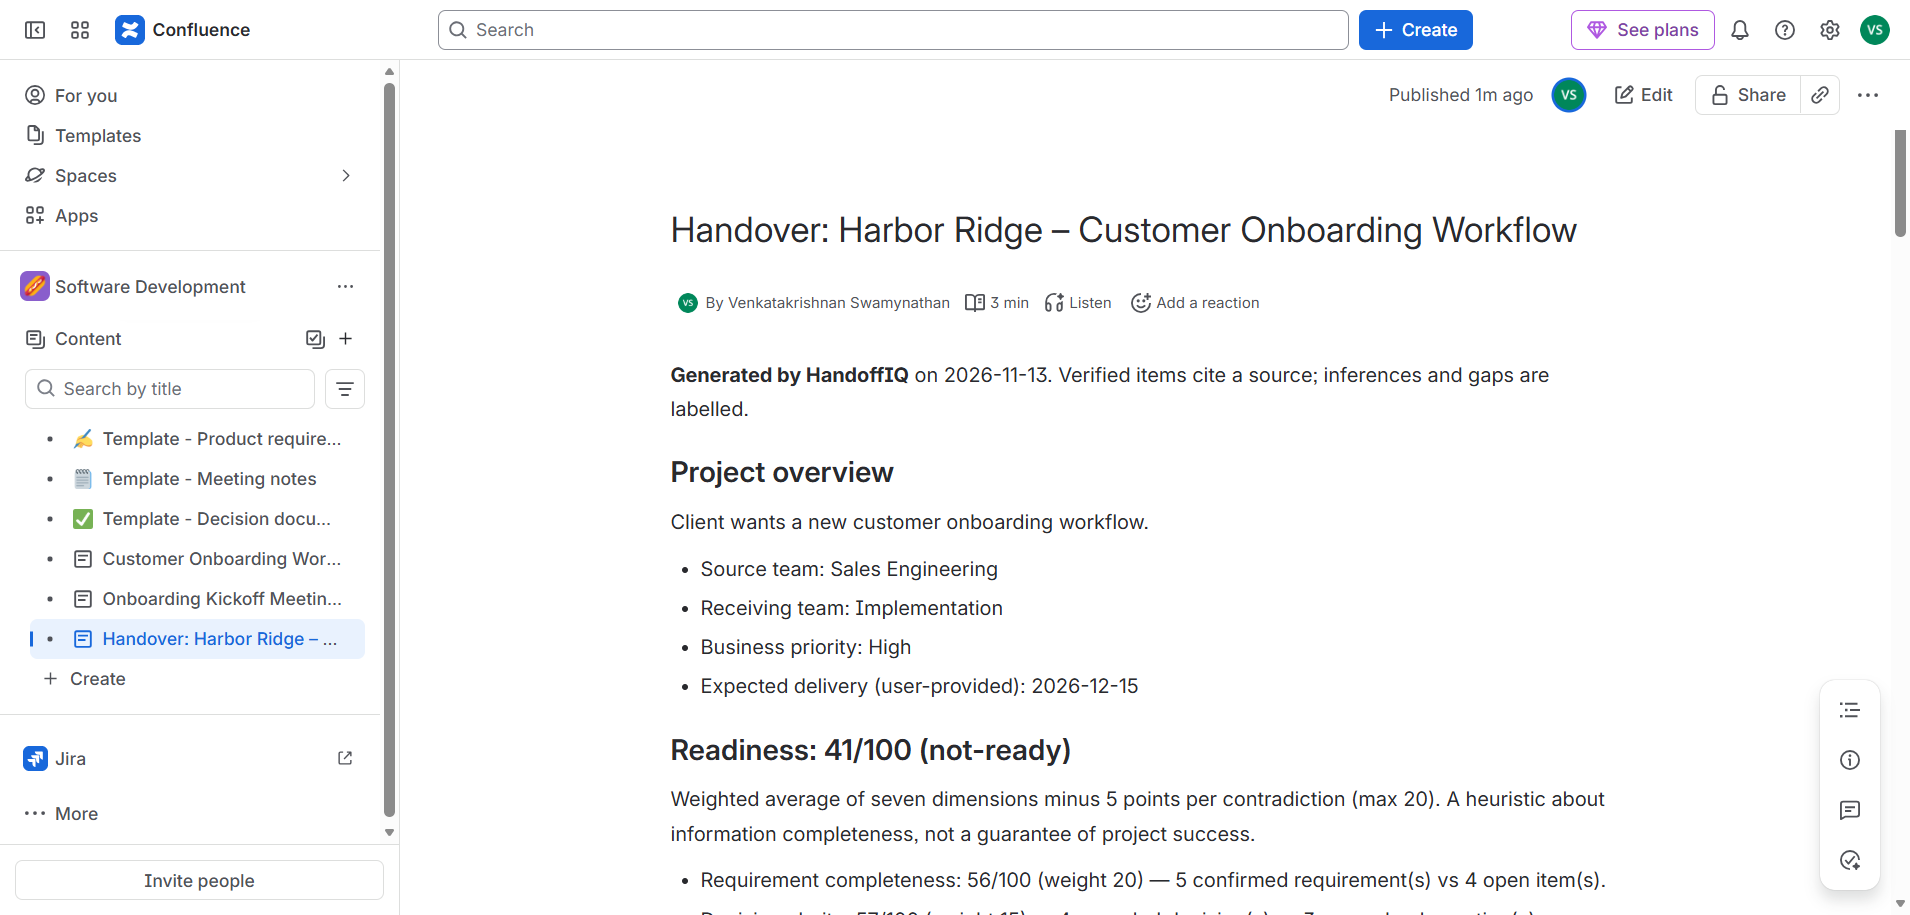 Confluence
Search
Create
See plans
VS
For you
Templates
Spaces
Apps
Software Development
Content
Search by title
Template - Product require...
Template - Meeting notes
Template - Decision docu...
Customer Onboarding Wor...
Onboarding Kickoff Meetin...
Handover: Harbor Ridge – ...
Create
Jira
More
Invite people
Published 1m ago
VS
Edit
Share
Handover: Harbor Ridge – Customer Onboarding Workflow
VS By Venkatakrishnan Swamynathan 3 min Listen Add a reaction
Generated by HandoffIQ on 2026-11-13. Verified items cite a source; inferences and gaps are
labelled.
Project overview
Client wants a new customer onboarding workflow.
• Source team: Sales Engineering
• Receiving team: Implementation
• Business priority: High
• Expected delivery (user-provided): 2026-12-15
Readiness: 41/100 (not-ready)
Weighted average of seven dimensions minus 5 points per contradiction (max 20). A heuristic about
information completeness, not a guarantee of project success.
• Requirement completeness: 56/100 (weight 20) — 5 confirmed requirement(s) vs 4 open item(s).